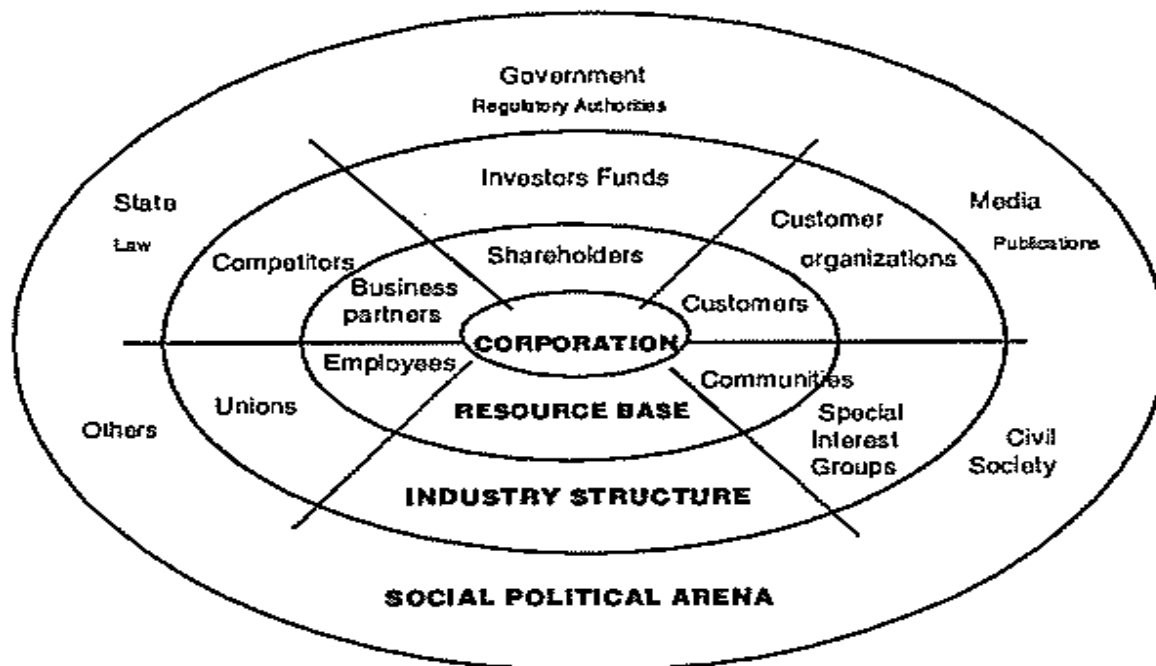 Government
Regulatory Authorities
Investors Funds
State
Law
Media
Publications
Customer
organizations
Competitors
Shareholders
Business
partners
Customers
CORPORATION
Employees
Communities
Unions
RESOURCE BASE
Special
Interest
Groups
Others
Civil
Society
INDUSTRY STRUCTURE
SOCIAL POLITICAL ARENA